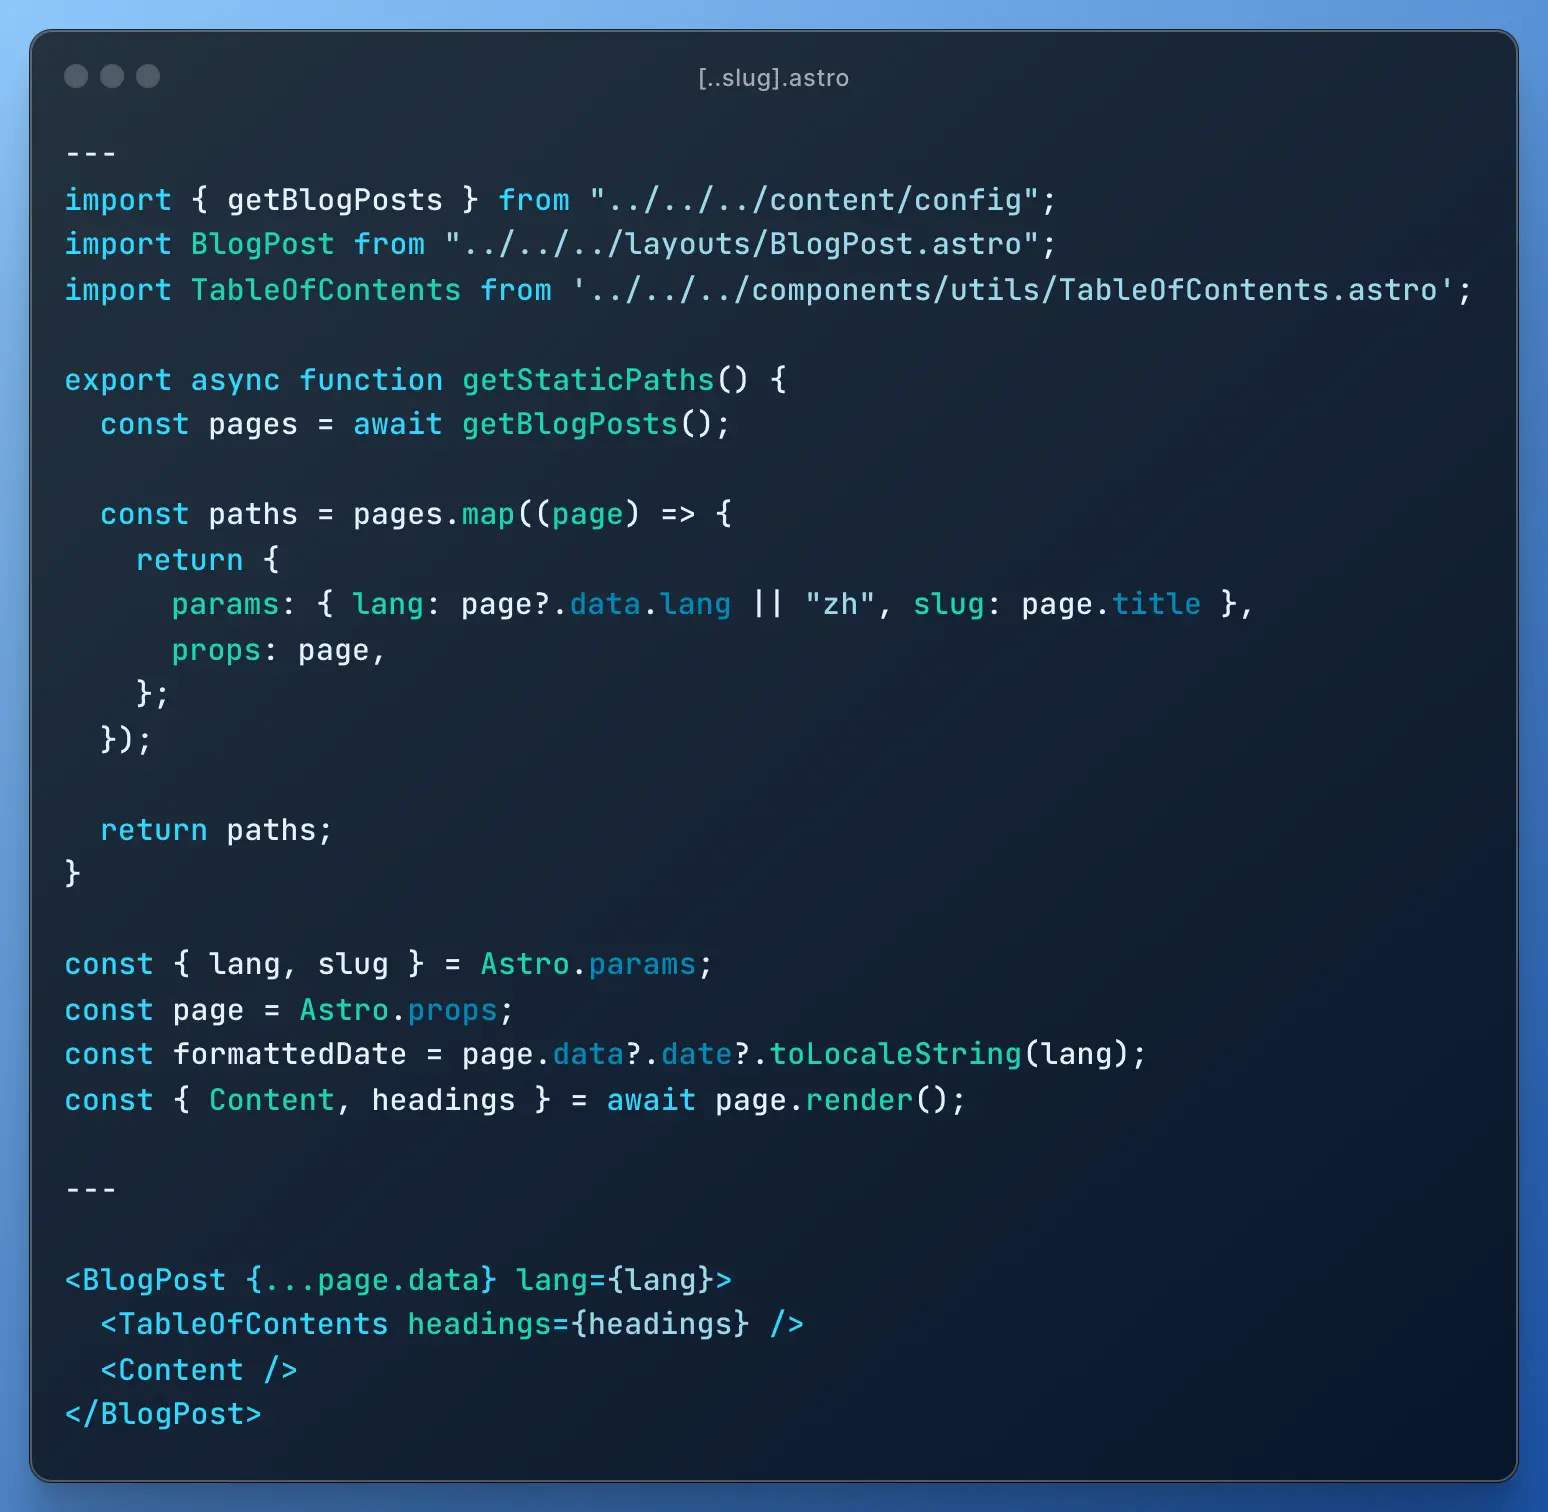 [..slug].astro
---
import { getBlogPosts } from "../../../content/config";
import BlogPost from "../../../layouts/BlogPost.astro";
import TableOfContents from '../../../components/utils/TableOfContents.astro';
export async function getStaticPaths() {
  const pages = await getBlogPosts();
  const paths = pages.map((page) => {
    return {
      params: { lang: page?.data.lang || "zh", slug: page.title },
      props: page,
    };
  });
  return paths;
}
const { lang, slug } = Astro.params;
const page = Astro.props;
const formattedDate = page.data?.date?.toLocaleString(lang);
const { Content, headings } = await page.render();
---
<BlogPost {...page.data} lang={lang}>
  <TableOfContents headings={headings} />
  <Content />
</BlogPost>